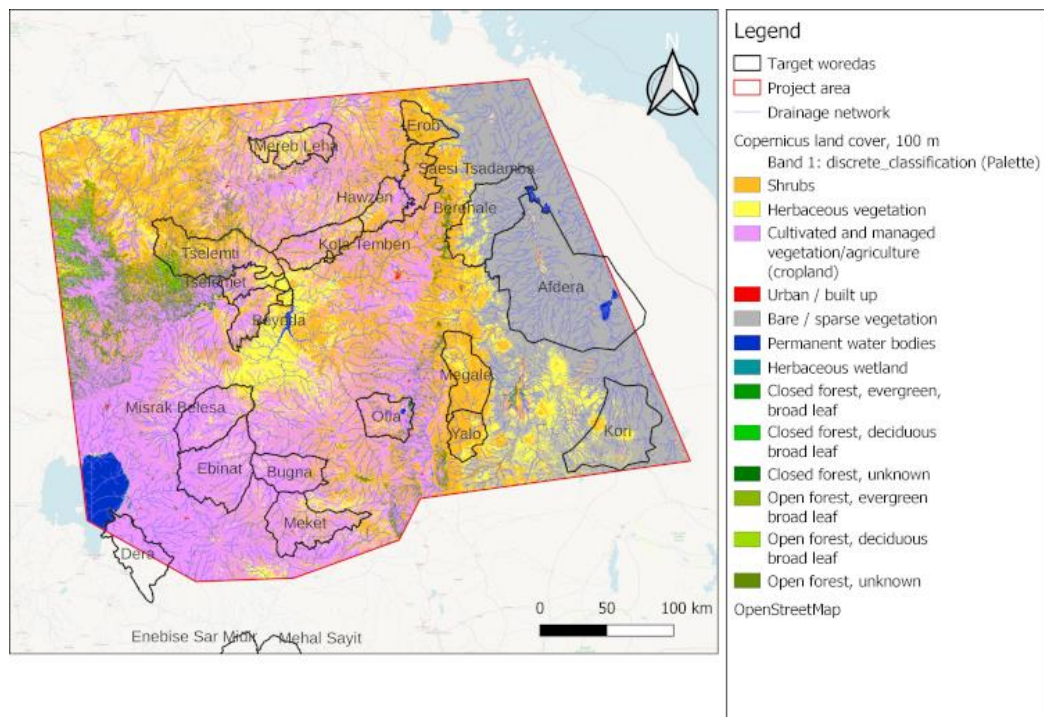 N
Erob
Mereb Leha
Saesi Tsadamba
Hawzen
Berahale
Kola Temben
Tselemti
Tselemet
Afdera
Beyeda
Megale
Misrak Belesa
Ofla
Yalo
Kori
Ebinat
Bugna
Meket
Dera
0 50 100 km
Enebise Sar Midir
Mehal Sayit
Legend
Target woredas
Project area
Drainage network
Copernicus land cover, 100 m
Band 1: discrete_classification (Palette)
Shrubs
Herbaceous vegetation
Cultivated and managed
vegetation/agriculture
(cropland)
Urban / built up
Bare / sparse vegetation
Permanent water bodies
Herbaceous wetland
Closed forest, evergreen,
broad leaf
Closed forest, deciduous
broad leaf
Closed forest, unknown
Open forest, evergreen
broad leaf
Open forest, deciduous
broad leaf
Open forest, unknown
OpenStreetMap